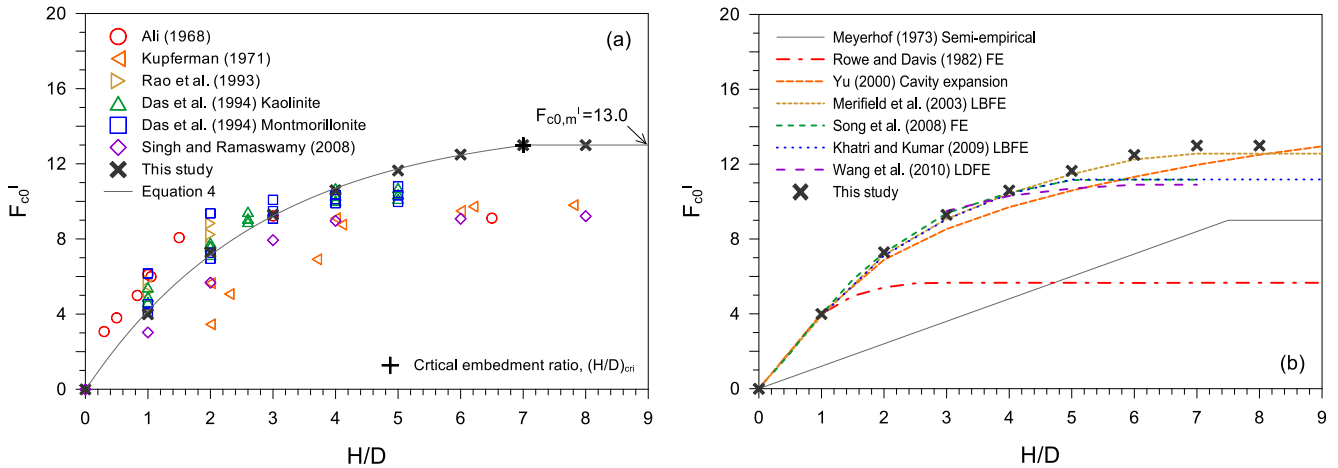 20
16
12
8
4
0
F_c0^I
0 1 2 3 4 5 6 7 8 9
H/D
(a)
Ali (1968)
Kupferman (1971)
Rao et al. (1993)
Das et al. (1994) Kaolinite
Das et al. (1994) Montmorillonite
Singh and Ramaswamy (2008)
This study
Equation 4
F_c0,m^I=13.0
Crtical embedment ratio, (H/D)cri
20
16
12
8
4
0
F_c0^I
0 1 2 3 4 5 6 7 8 9
H/D
(b)
Meyerhof (1973) Semi-empirical
Rowe and Davis (1982) FE
Yu (2000) Cavity expansion
Merifield et al. (2003) LBFE
Song et al. (2008) FE
Khatri and Kumar (2009) LBFE
Wang et al. (2010) LDFE
This study